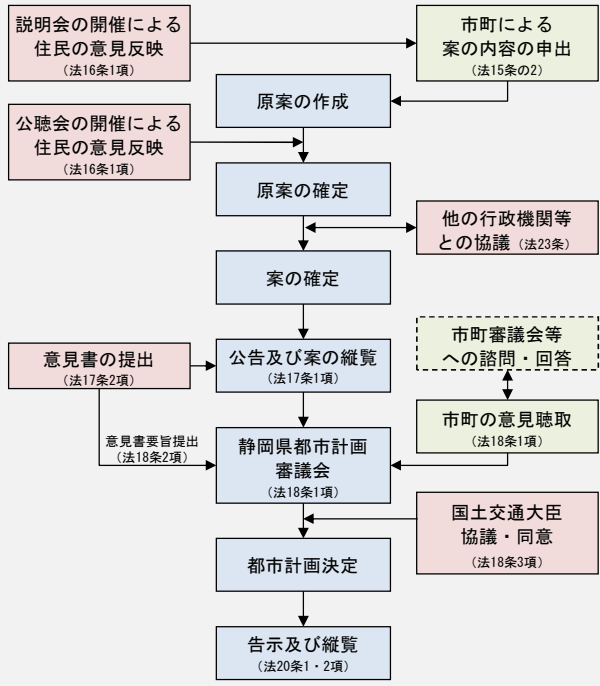 説明会の開催による
住民の意見反映
（法16条1項）
市町による
案の内容の申出
（法15条の2）
原案の作成
公聴会の開催による
住民の意見反映
（法16条1項）
原案の確定
他の行政機関等
との協議（法23条）
案の確定
市町審議会等
への諮問・回答
意見書の提出
（法17条2項）
公告及び案の縦覧
（法17条1項）
市町の意見聴取
（法18条1項）
意見書要旨提出
（法18条2項）
静岡県都市計画
審議会
（法18条1項）
国土交通大臣
協議・同意
（法18条3項）
都市計画決定
告示及び縦覧
（法20条1・2項）